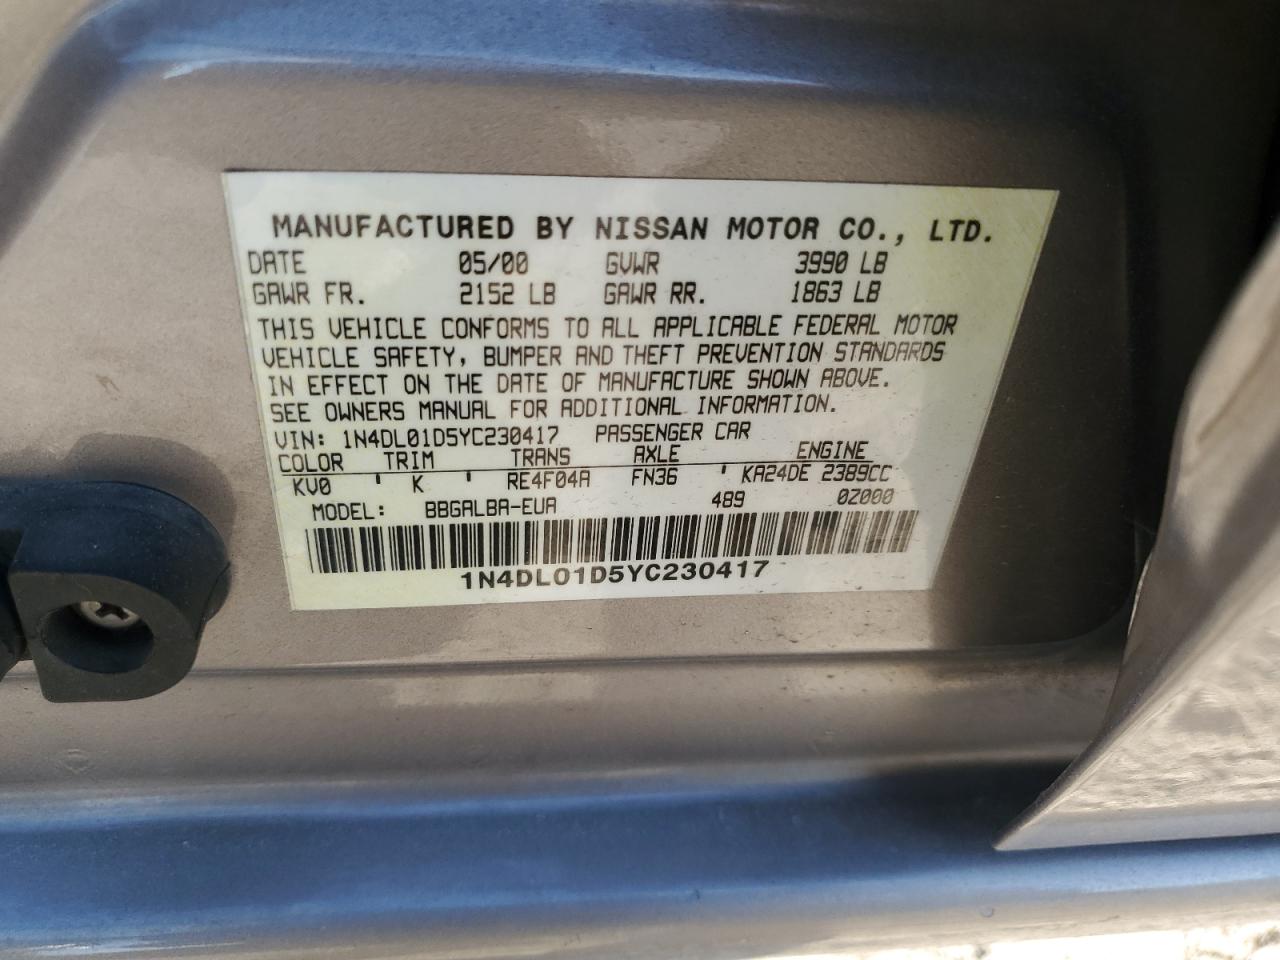 MANUFACTURED BY NISSAN MOTOR CO., LTD.
DATE 05/00 GVWR 3990 LB
GAWR FR. 2152 LB GAWR RR. 1863 LB
THIS VEHICLE CONFORMS TO ALL APPLICABLE FEDERAL MOTOR
VEHICLE SAFETY, BUMPER AND THEFT PREVENTION STANDARDS
IN EFFECT ON THE DATE OF MANUFACTURE SHOWN ABOVE.
SEE OWNERS MANUAL FOR ADDITIONAL INFORMATION.
VIN: 1N4DL01D5YC230417 PASSENGER CAR
COLOR TRIM TRANS AXLE ENGINE
KV0 ' K ' RE4F04A FN36 ' KA24DE 2389CC
MODEL: BBGALBA-EUA 489 0Z000
1N4DL01D5YC230417